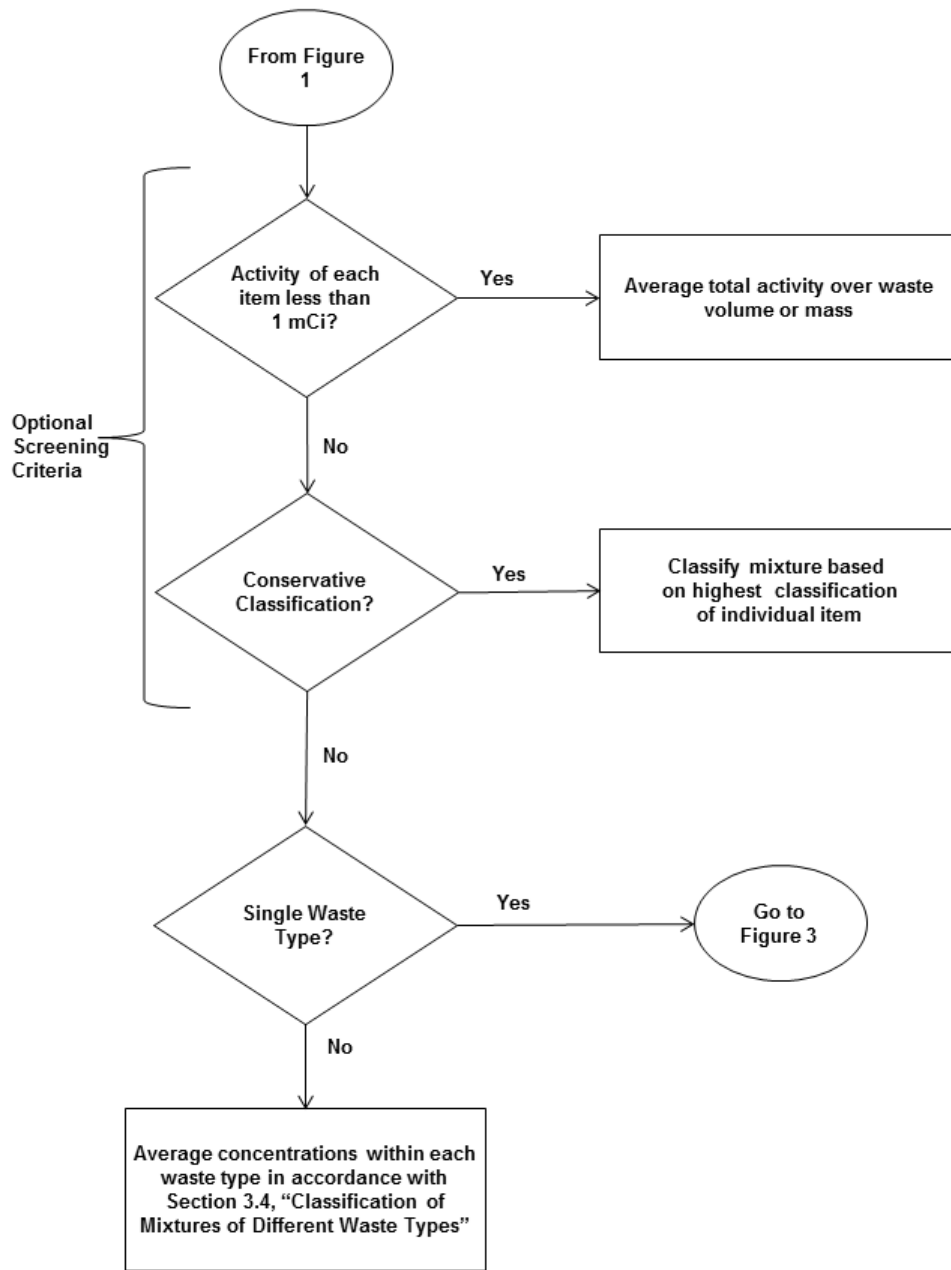 From Figure
1
Activity of each
item less than
1 mCi?
Yes
Average total activity over waste
volume or mass
No
Optional
Screening
Criteria
Conservative
Classification?
Yes
Classify mixture based
on highest classification
of individual item
No
Single Waste
Type?
Yes
Go to
Figure 3
No
Average concentrations within each
waste type in accordance with
Section 3.4, “Classification of
Mixtures of Different Waste Types”